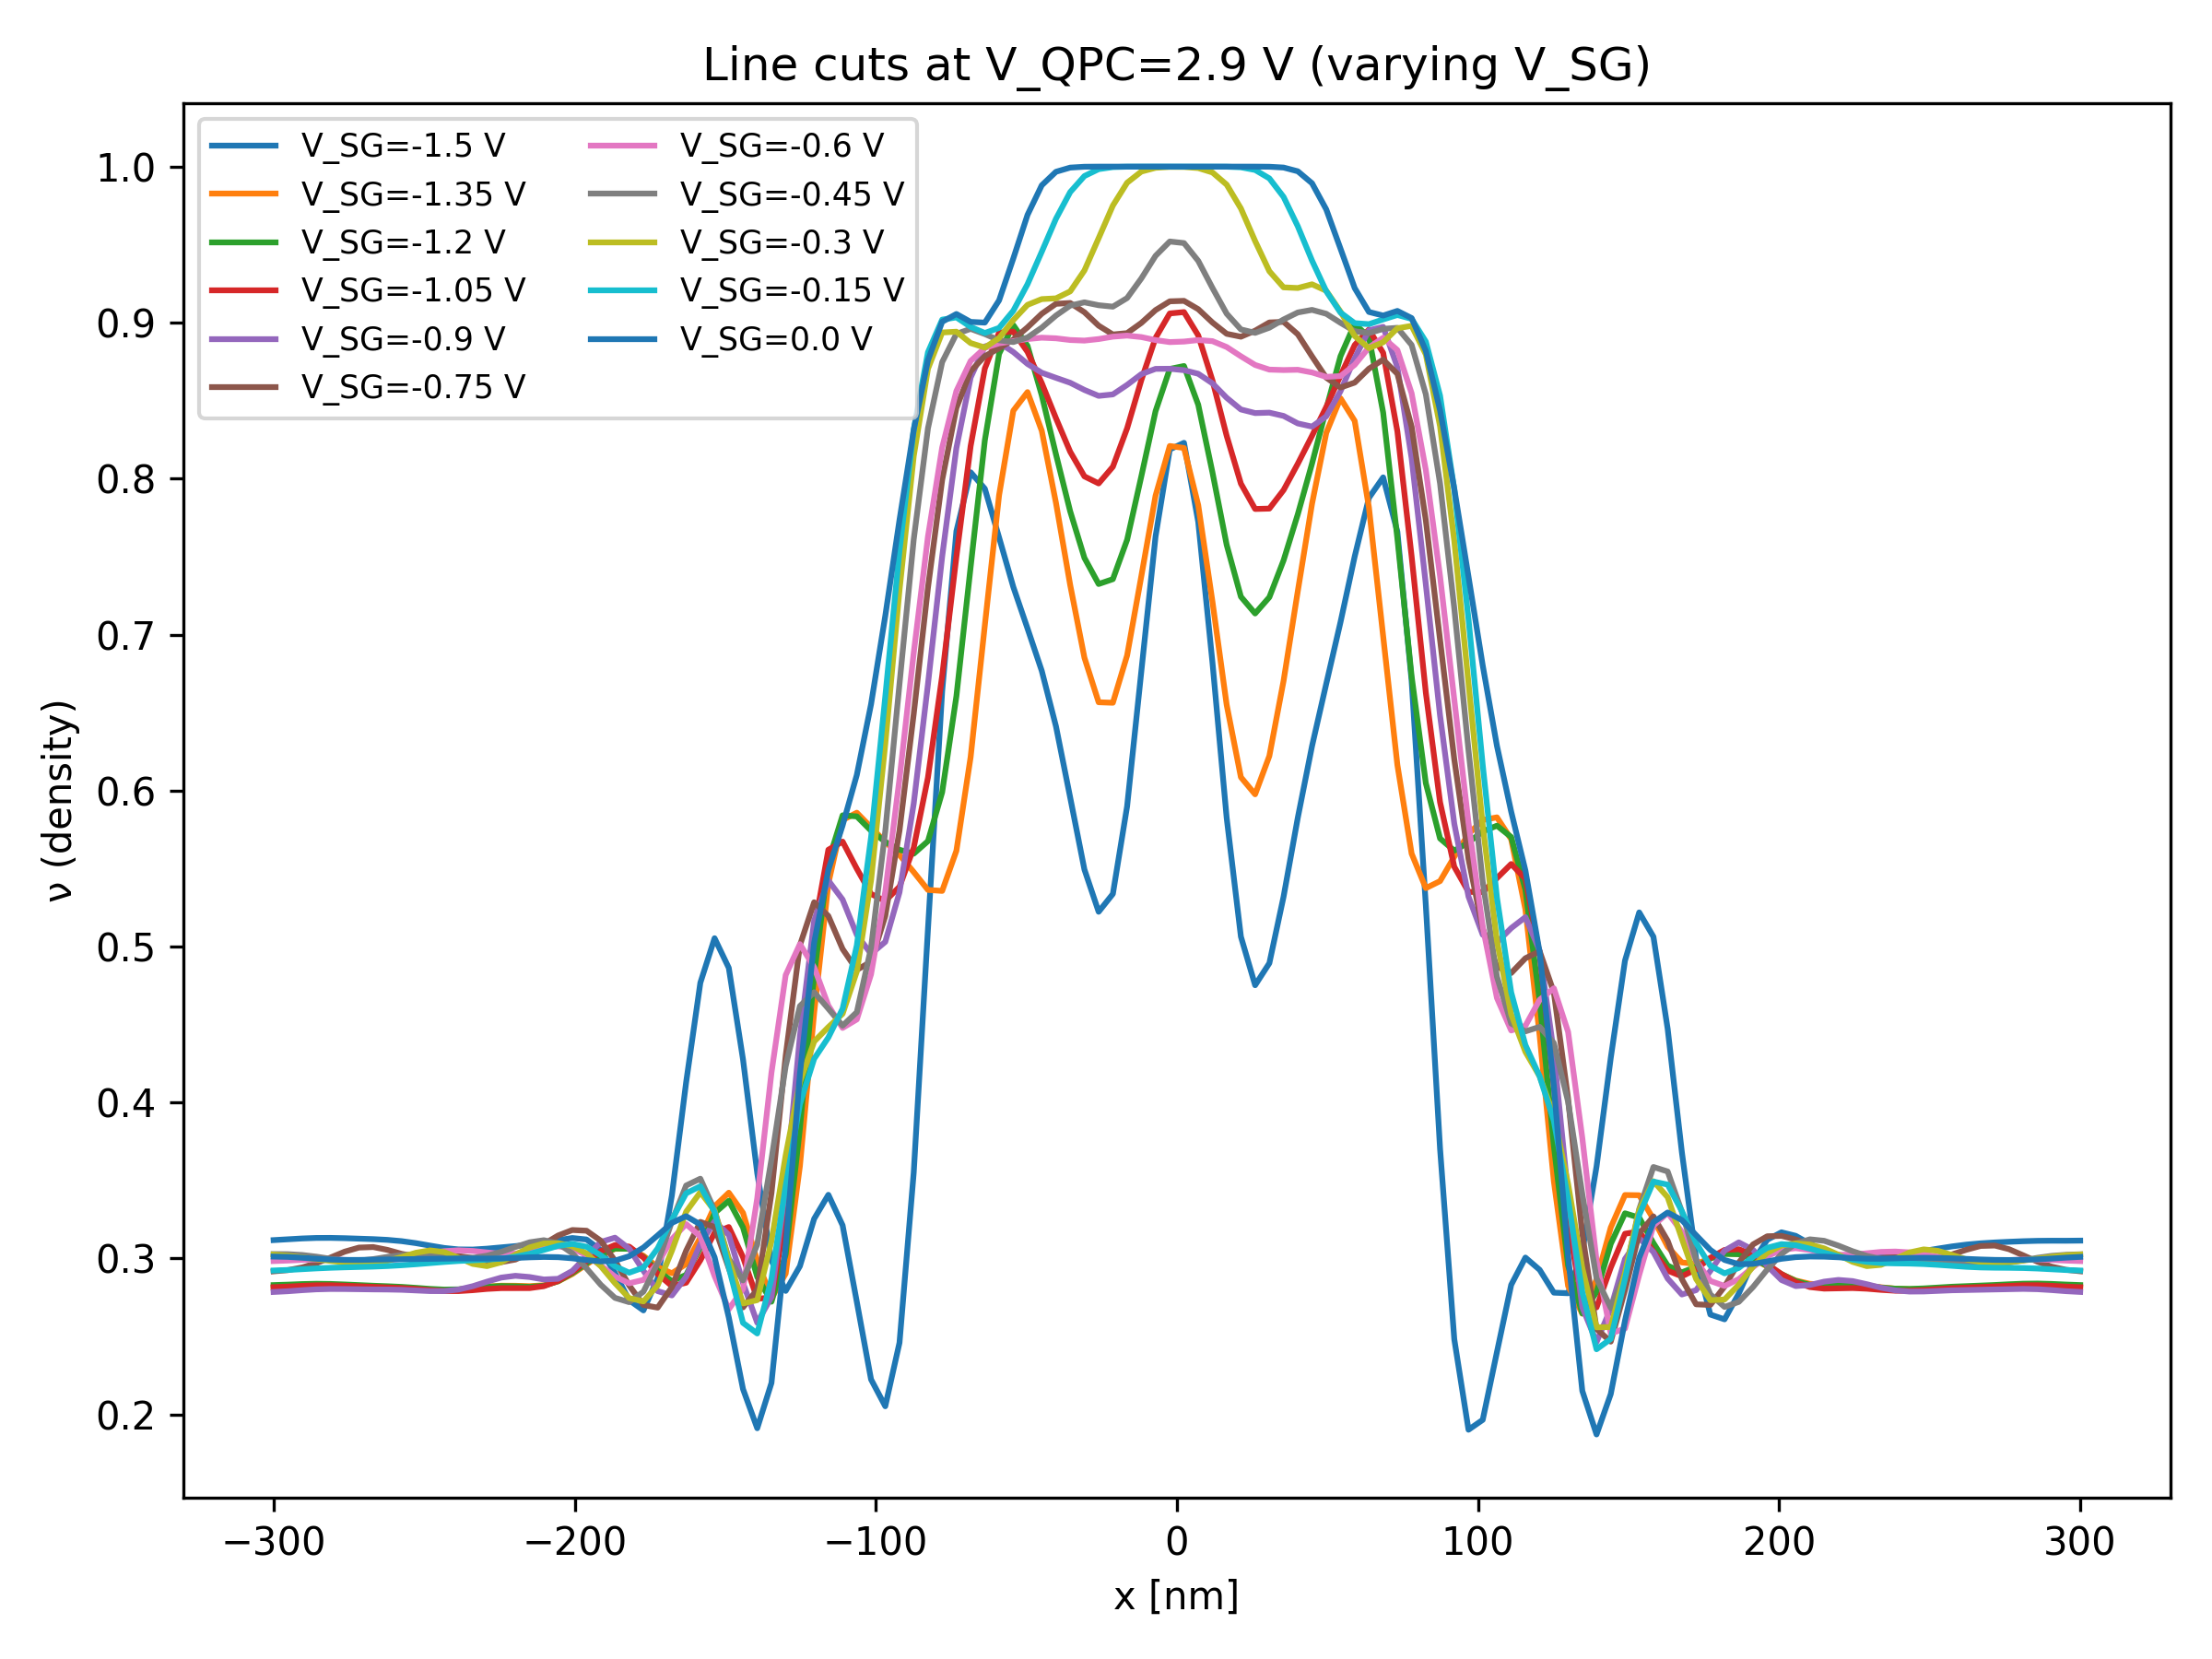 Line cuts at V_QPC=2.9 V (varying V_SG)
V_SG=-1.5 V
V_SG=-1.35 V
V_SG=-1.2 V
V_SG=-1.05 V
V_SG=-0.9 V
V_SG=-0.75 V
V_SG=-0.6 V
V_SG=-0.45 V
V_SG=-0.3 V
V_SG=-0.15 V
V_SG=0.0 V
ν (density)
1.0
0.9
0.8
0.7
0.6
0.5
0.4
0.3
0.2
−300 −200 −100 0 100 200 300
x [nm]